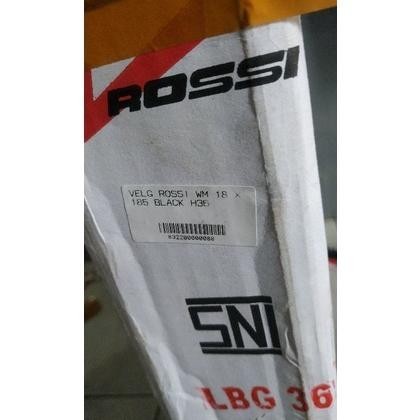 ROSSI
VELG ROSSI WM 18 X
185 BLACK H36
SNI
LBG 36